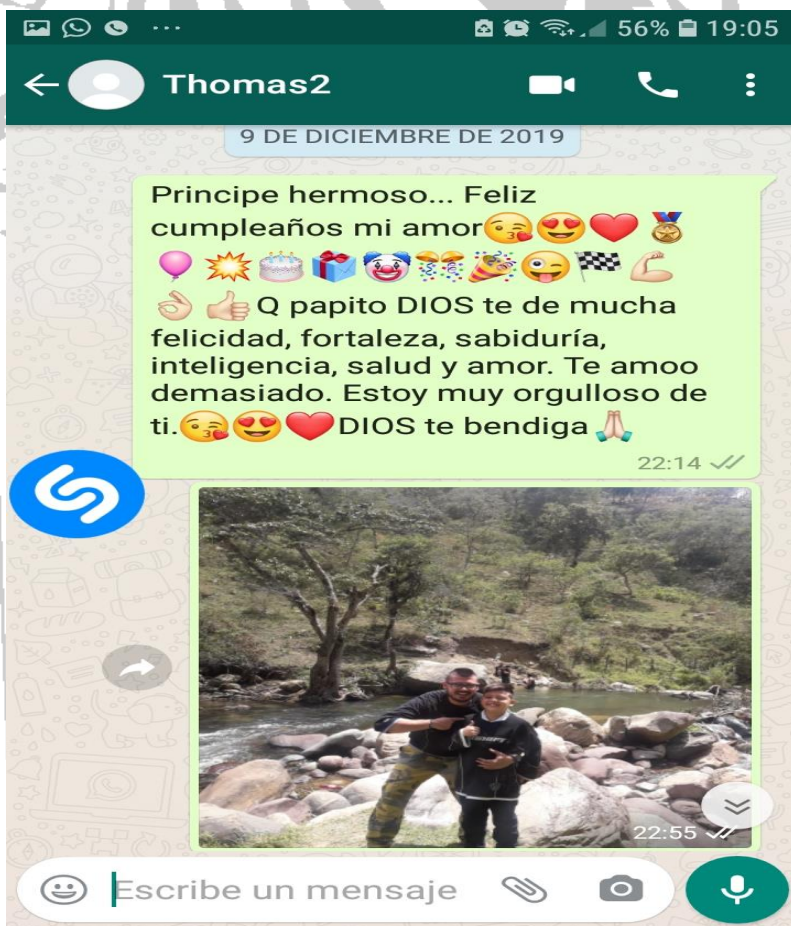 56% 19:05
Thomas2
9 DE DICIEMBRE DE 2019
Principe hermoso... Feliz
cumpleaños mi amor😘😍❤️🏅
🎈💥🎂🎁🤡🎊🎉😜🏁💪🏻
👌🏻👍🏻Q papito DIOS te de mucha
felicidad, fortaleza, sabiduría,
inteligencia, salud y amor. Te amoo
demasiado. Estoy muy orgulloso de
ti.😘😍❤️DIOS te bendiga🙏🏻
22:14
22:55
Escribe un mensaje